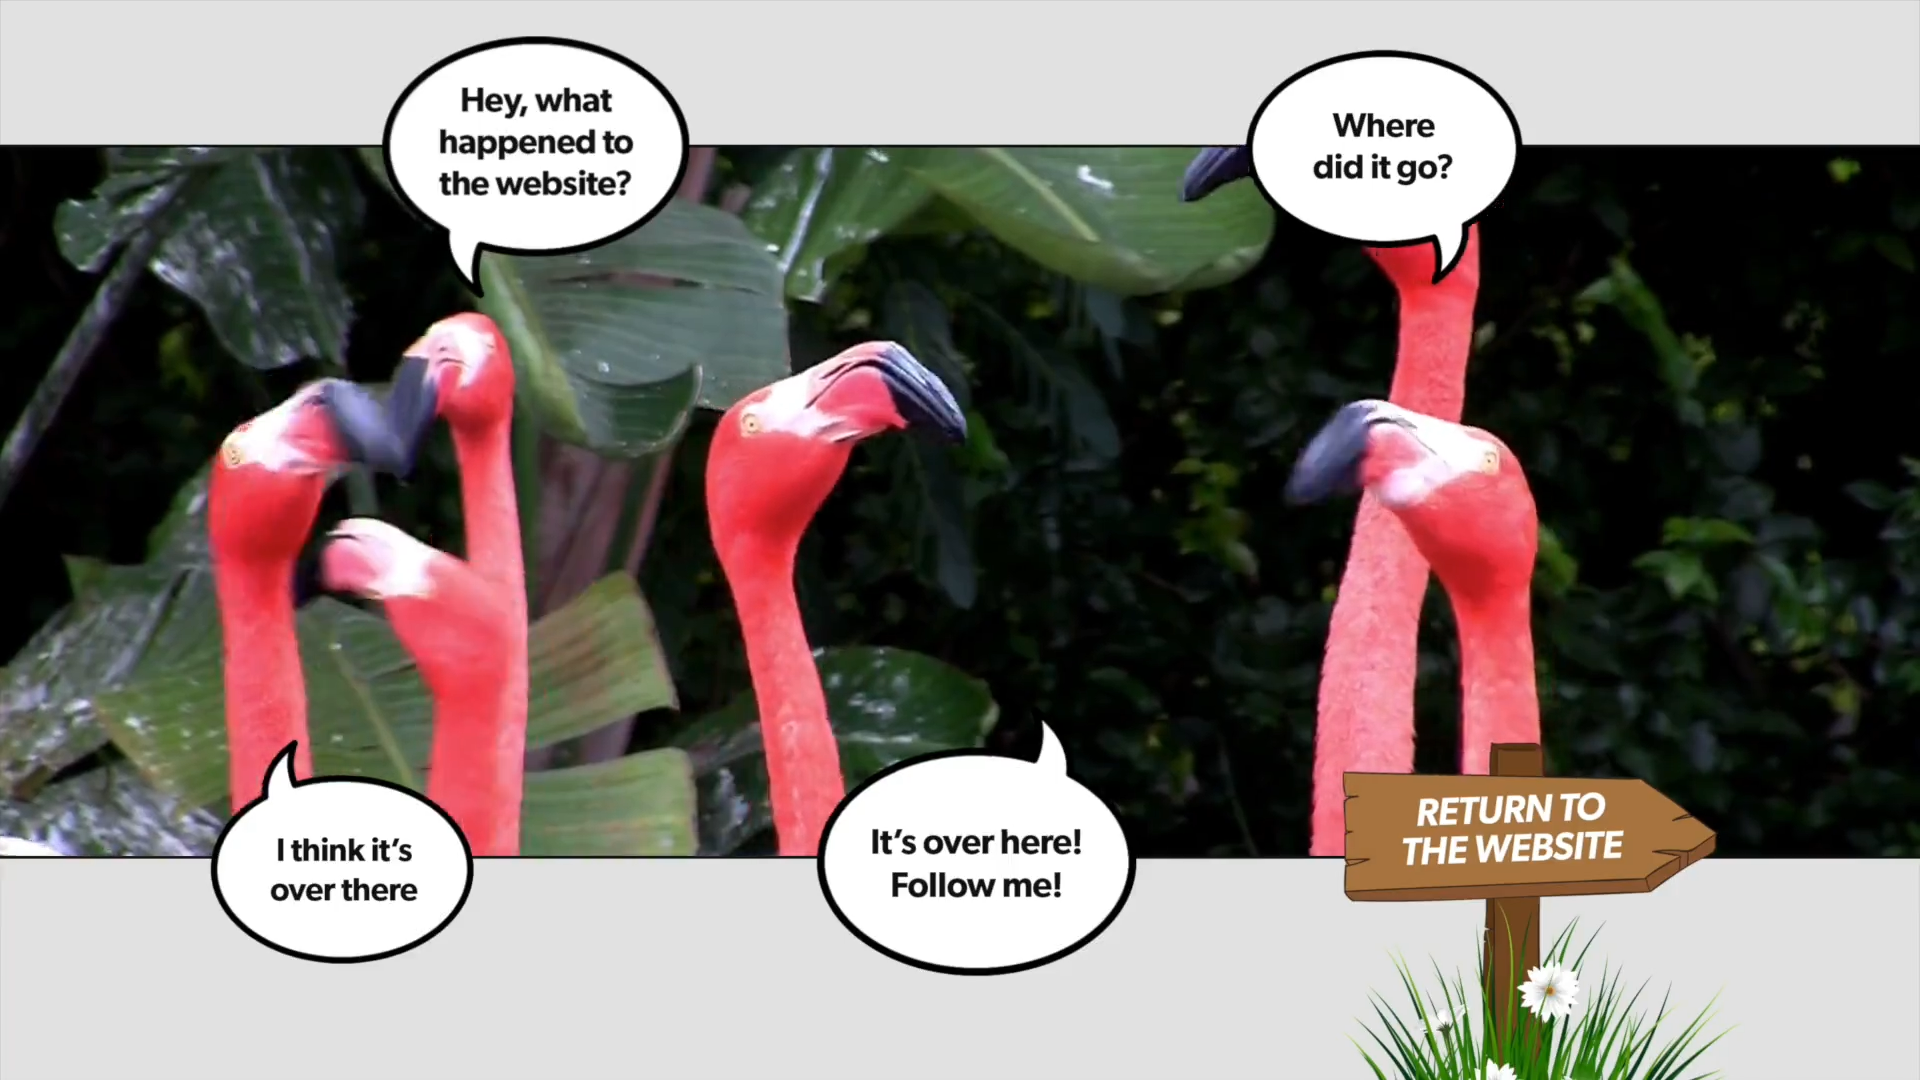 Hey, what
happened to
the website?
Where
did it go?
I think it's
over there
It's over here!
Follow me!
RETURN TO
THE WEBSITE